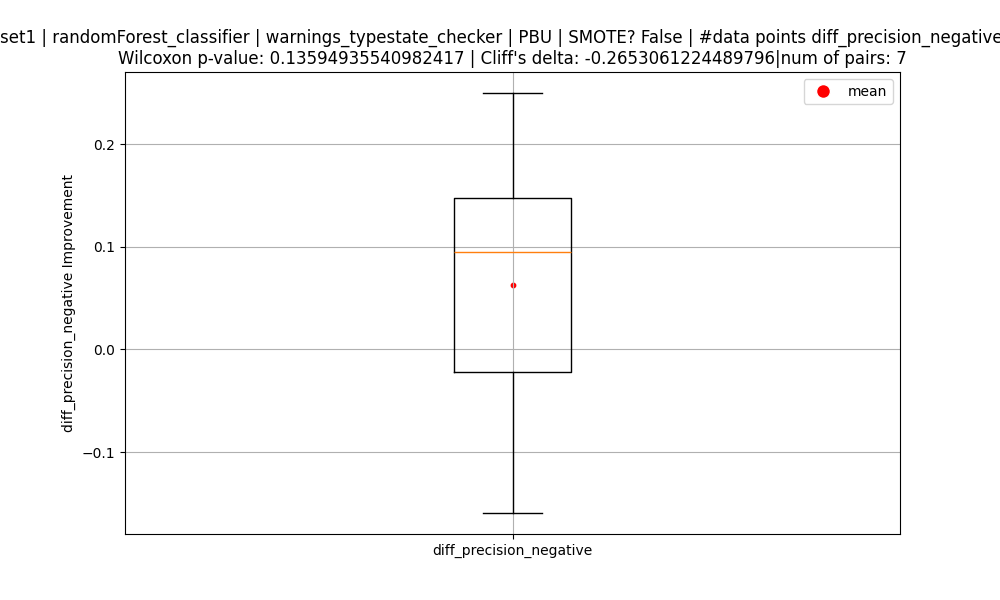 set1 | randomForest_classifier | warnings_typestate_checker | PBU | SMOTE? False | #data points diff_precision_negative
Wilcoxon p-value: 0.13594935540982417 | Cliff's delta: -0.2653061224489796|num of pairs: 7
mean
0.2
0.1
0.0
−0.1
diff_precision_negative Improvement
diff_precision_negative